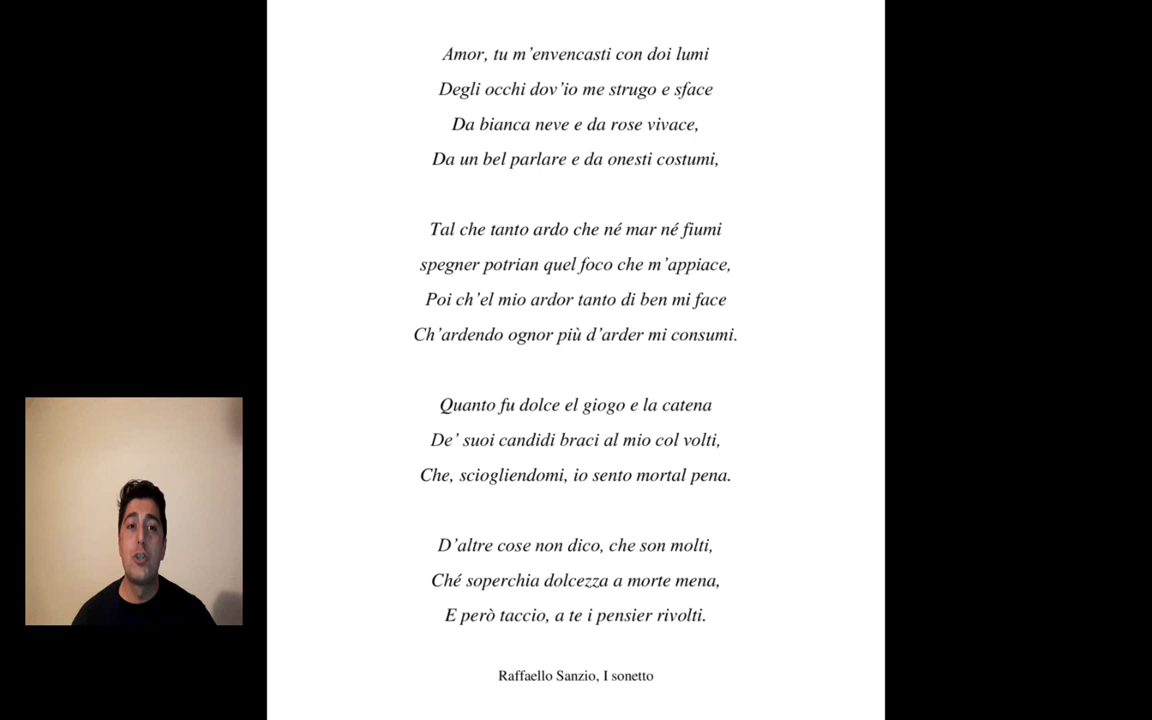 Amor, tu m’envencasti con doi lumi
Degli occhi dov’io me strugo e sface
Da bianca neve e da rose vivace,
Da un bel parlare e da onesti costumi,
Tal che tanto ardo che né mar né fiumi
spegner potrian quel foco che m’appiace,
Poi ch’el mio ardor tanto di ben mi face
Ch’ardendo ognor più d’arder mi consumi.
Quanto fu dolce el giogo e la catena
De’ suoi candidi braci al mio col volti,
Che, sciogliendomi, io sento mortal pena.
D’altre cose non dico, che son molti,
Ché soperchia dolcezza a morte mena,
E però taccio, a te i pensier rivolti.
Raffaello Sanzio, I sonetto